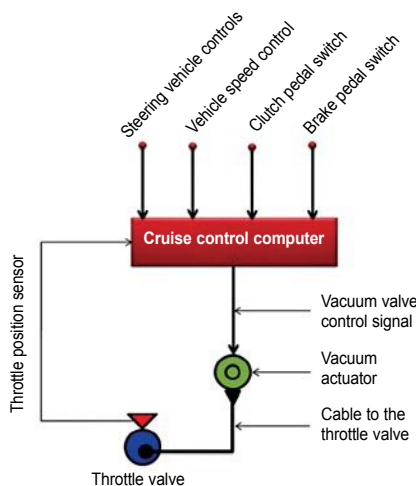 Steering vehicle controls
Vehicle speed control
Clutch pedal switch
Brake pedal switch
Cruise control computer
Throttle position sensor
Vacuum valve
control signal
Vacuum
actuator
Cable to the
throttle valve
Throttle valve